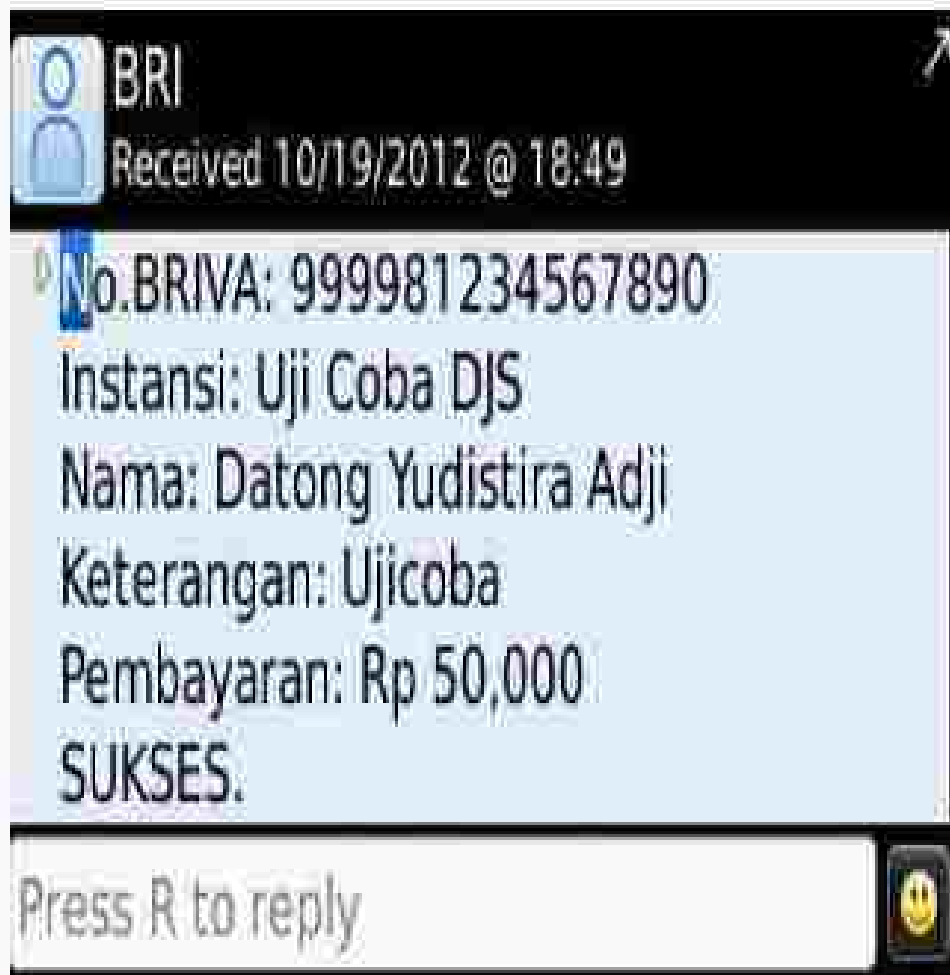 BRI
Received 10/19/2012 @ 18:49
No.BRIVA: 999981234567890
Instansi: Uji Coba DJS
Nama: Datong Yudistira Adji
Keterangan: Ujicoba
Pembayaran: Rp 50,000
SUKSES.
Press R to reply